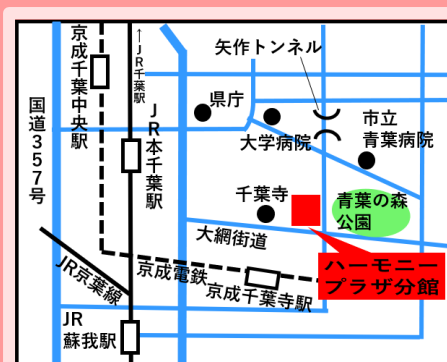 京成千葉中央駅
↑JR千葉駅
矢作トンネル
国道357号
JR本千葉駅
県庁
大学病院
市立
青葉病院
千葉寺
青葉の森
公園
大網街道
ハーモニー
プラザ分館
JR京葉線
京成電鉄
京成千葉寺駅
JR
蘇我駅